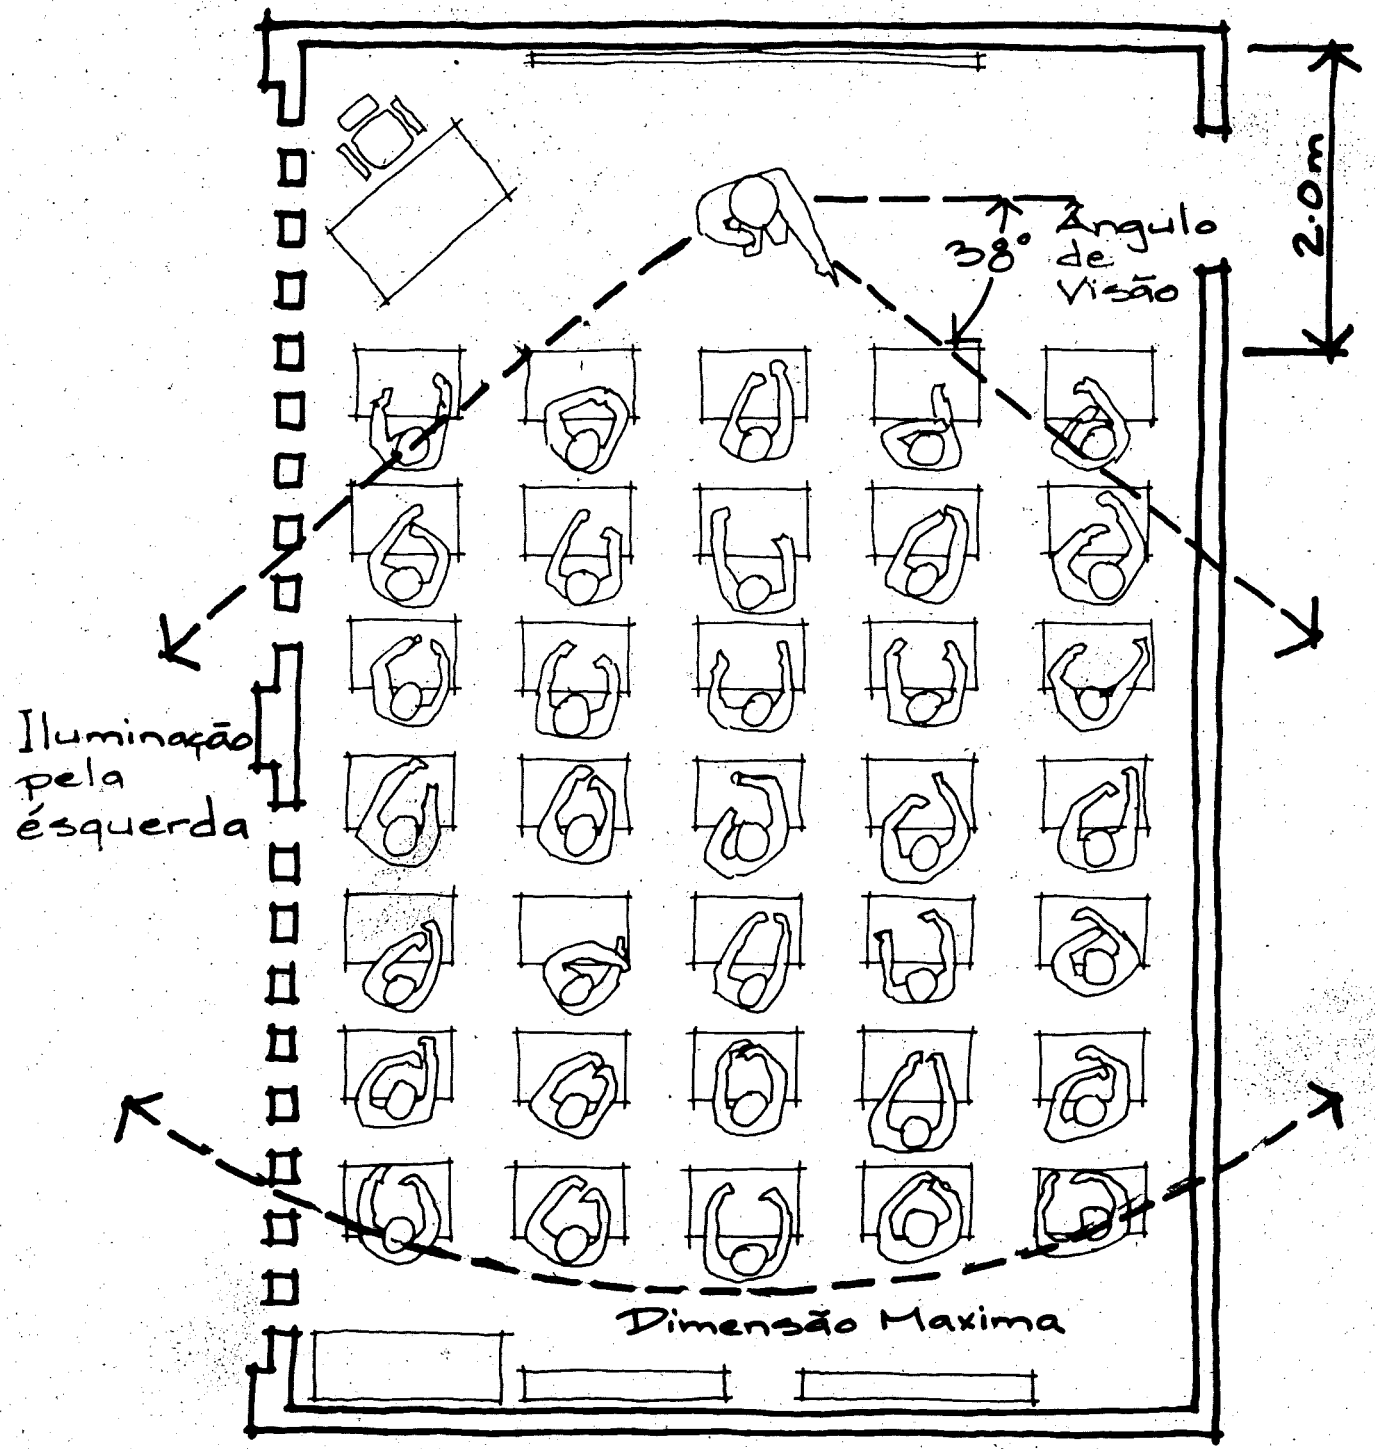 2.0m
38°
Ângulo
de
Visão
Iluminação
pela
ésquerda
Dimensão Maxima